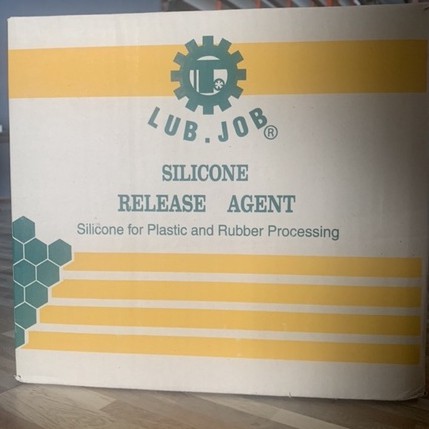 LUB.JOB®
SILICONE
RELEASE AGENT
Silicone for Plastic and Rubber Processing